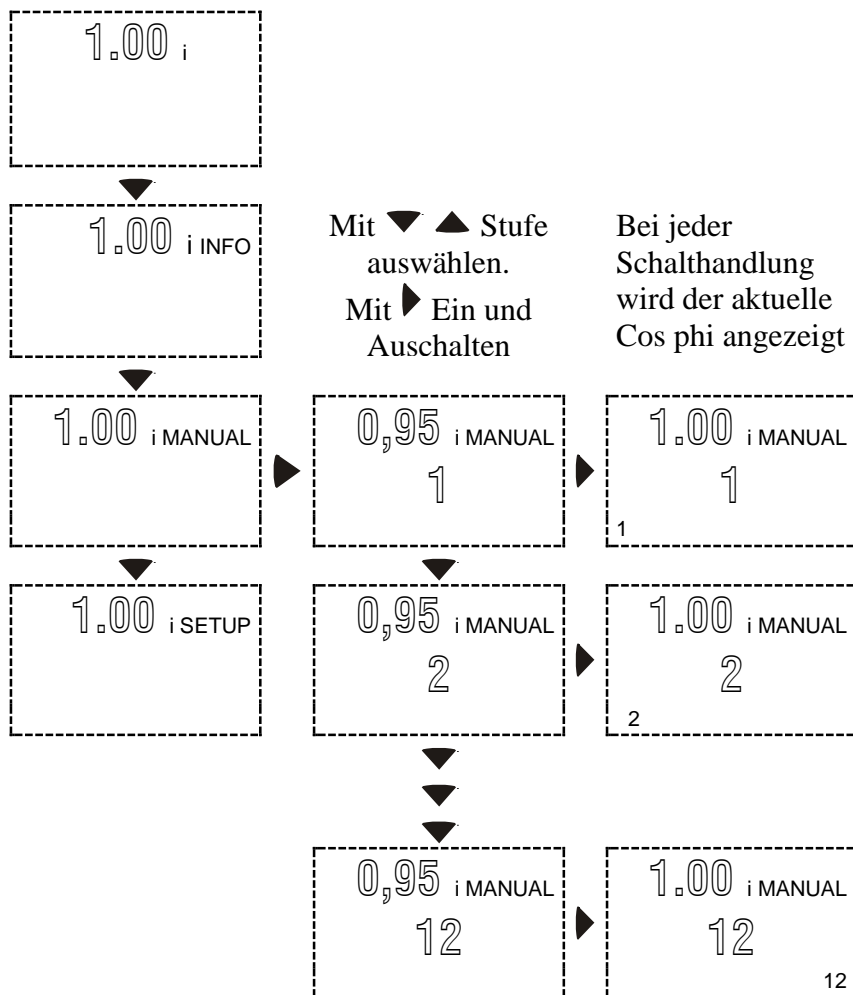 1.00 i
1.00 i INFO
Mit Stufe
auswählen.
Mit Ein und
Auschalten
Bei jeder
Schalthandlung
wird der aktuelle
Cos phi angezeigt
1.00 i MANUAL
0,95 i MANUAL
1
1.00 i MANUAL
1
1
1.00 i SETUP
0,95 i MANUAL
2
1.00 i MANUAL
2
2
0,95 i MANUAL
12
1.00 i MANUAL
12
12